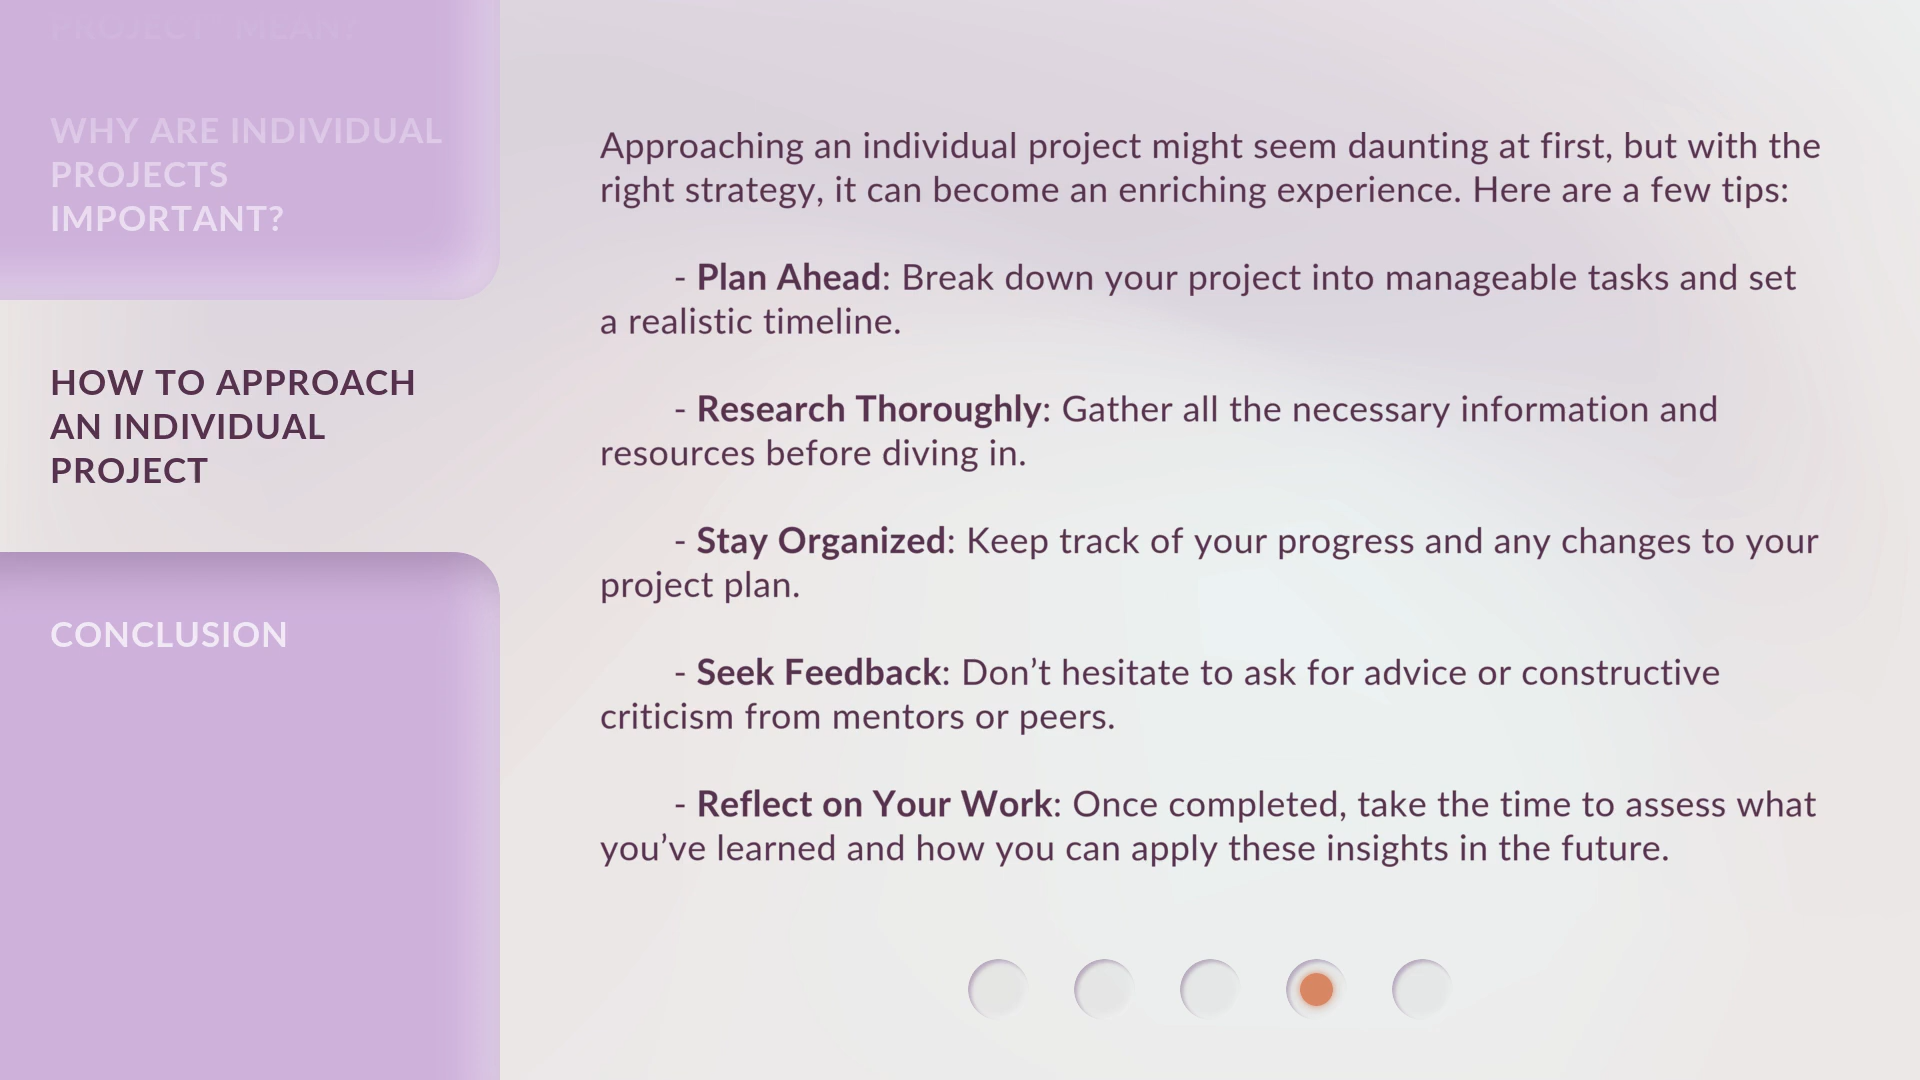 PROJECT" MEAN?
WHY ARE INDIVIDUAL
PROJECTS
IMPORTANT?
HOW TO APPROACH
AN INDIVIDUAL
PROJECT
CONCLUSION
Approaching an individual project might seem daunting at first, but with the
right strategy, it can become an enriching experience. Here are a few tips:
- Plan Ahead: Break down your project into manageable tasks and set
a realistic timeline.
- Research Thoroughly: Gather all the necessary information and
resources before diving in.
- Stay Organized: Keep track of your progress and any changes to your
project plan.
- Seek Feedback: Don’t hesitate to ask for advice or constructive
criticism from mentors or peers.
- Reflect on Your Work: Once completed, take the time to assess what
you’ve learned and how you can apply these insights in the future.